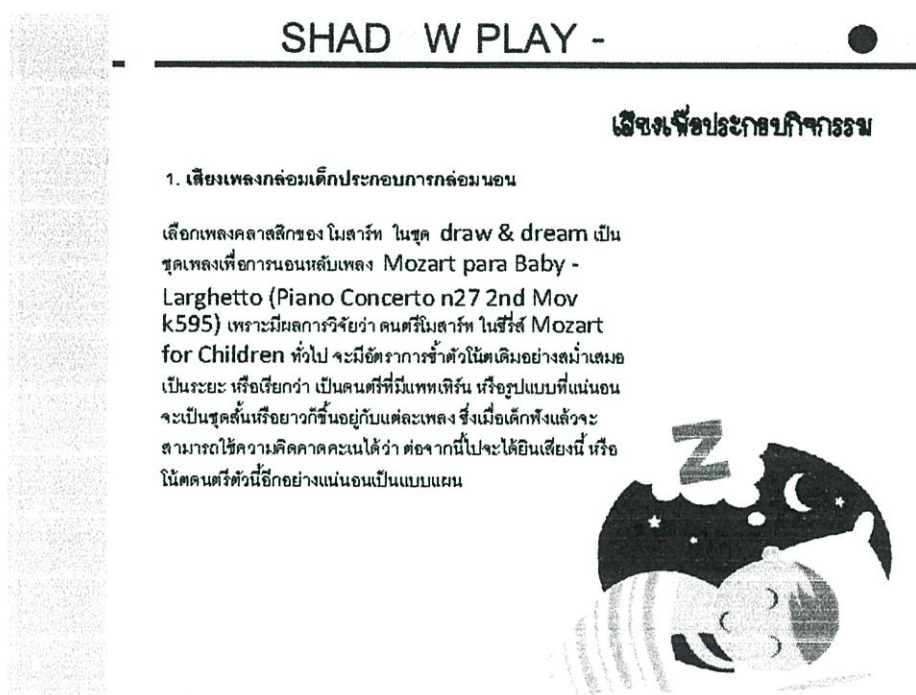 SHAD W PLAY -
เสียงเพื่อประกอบกิจกรรม
1. เสียงเพลงกล่อมเด็กประกอบการกล่อมนอน
เลือกเพลงคลาสสิกของ โมสาร์ท ในชุด draw & dream เป็น
ชุดเพลงเพื่อการนอนหลับเพลง Mozart para Baby -
Larghetto (Piano Concerto n27 2nd Mov
k595) เพราะมีผลการวิจัยว่า ดนตรีโมสาร์ท ในซีรี่ส์ Mozart
for Children ทั่วไป จะมีอัตราการซ้ำตัวโน้ตเดิมอย่างสม่ำเสมอ
เป็นระยะ หรือเรียกว่า เป็นดนตรีที่มีแพทเทิร์น หรือรูปแบบที่แน่นอน
จะเป็นชุดสั้นหรือยาวก็ขึ้นอยู่กับแต่ละเพลง ซึ่งเมื่อเด็กฟังแล้วจะ
สามารถใช้ความคิดคาดคะเนได้ว่า ต่อจากนี้ไปจะได้ยินเสียงนี้ หรือ
โน้ตดนตรีตัวนี้อีกอย่างแน่นอนเป็นแบบแผน
Z